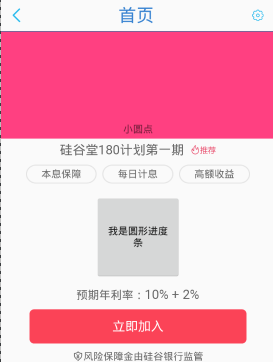 首页
小圆点
硅谷堂180计划第一期 推荐
本息保障 每日计息 高额收益
我是圆形进度
条
预期年利率：10% + 2%
立即加入
风险保障金由硅谷银行监管